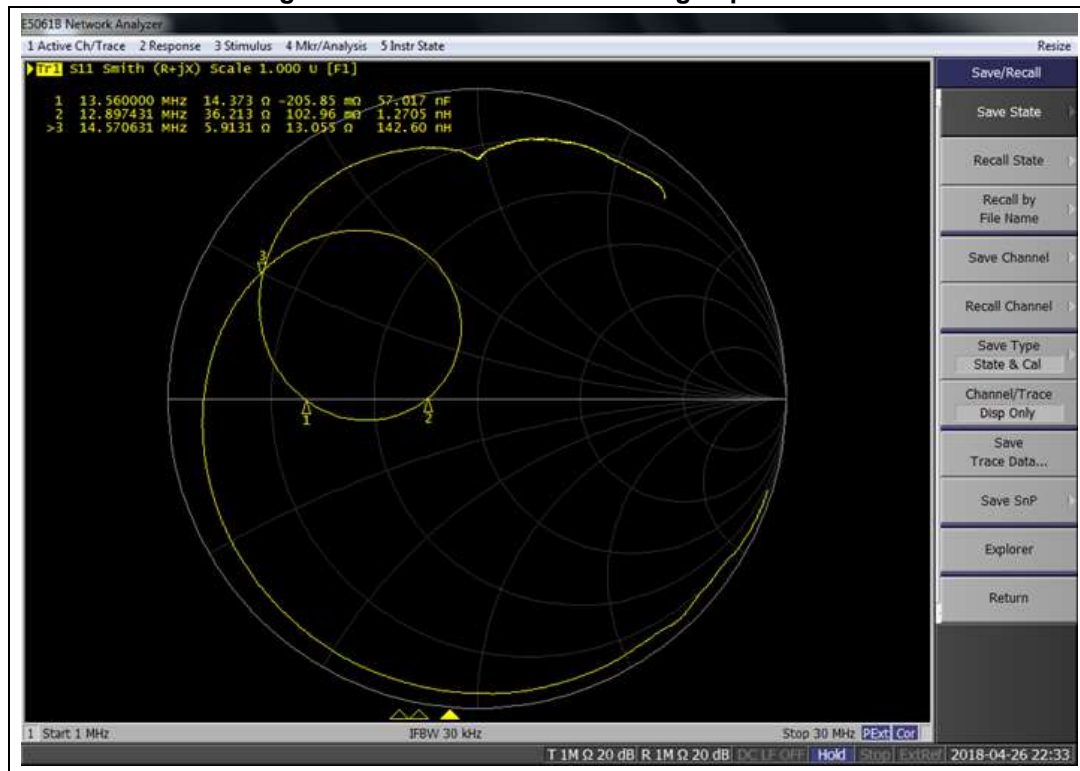 E5061B Network Analyzer
1 Active Ch/Trace 2 Response 3 Stimulus 4 Mkr/Analysis 5 Instr State Resize
Tr1 S11 Smith (R+jX) Scale 1.000 U [F1]
1 13.560000 MHz 14.373 Ω -205.85 mΩ 57.017 nF
2 12.897431 MHz 36.213 Ω 102.96 mΩ 1.2705 nH
>3 14.570631 MHz 5.9131 Ω 13.055 Ω 142.60 nH
3
1
2
Save/Recall
Save State
Recall State
Recall by
File Name
Save Channel
Recall Channel
Save Type
State & Cal
Channel/Trace
Disp Only
Save
Trace Data...
Save SnP
Explorer
Return
1 Start 1 MHz IFBW 30 kHz Stop 30 MHz PExt Cor
T 1M Ω 20 dB R 1M Ω 20 dB DC LF OFF Hold Stop ExtRef 2018-04-26 22:33